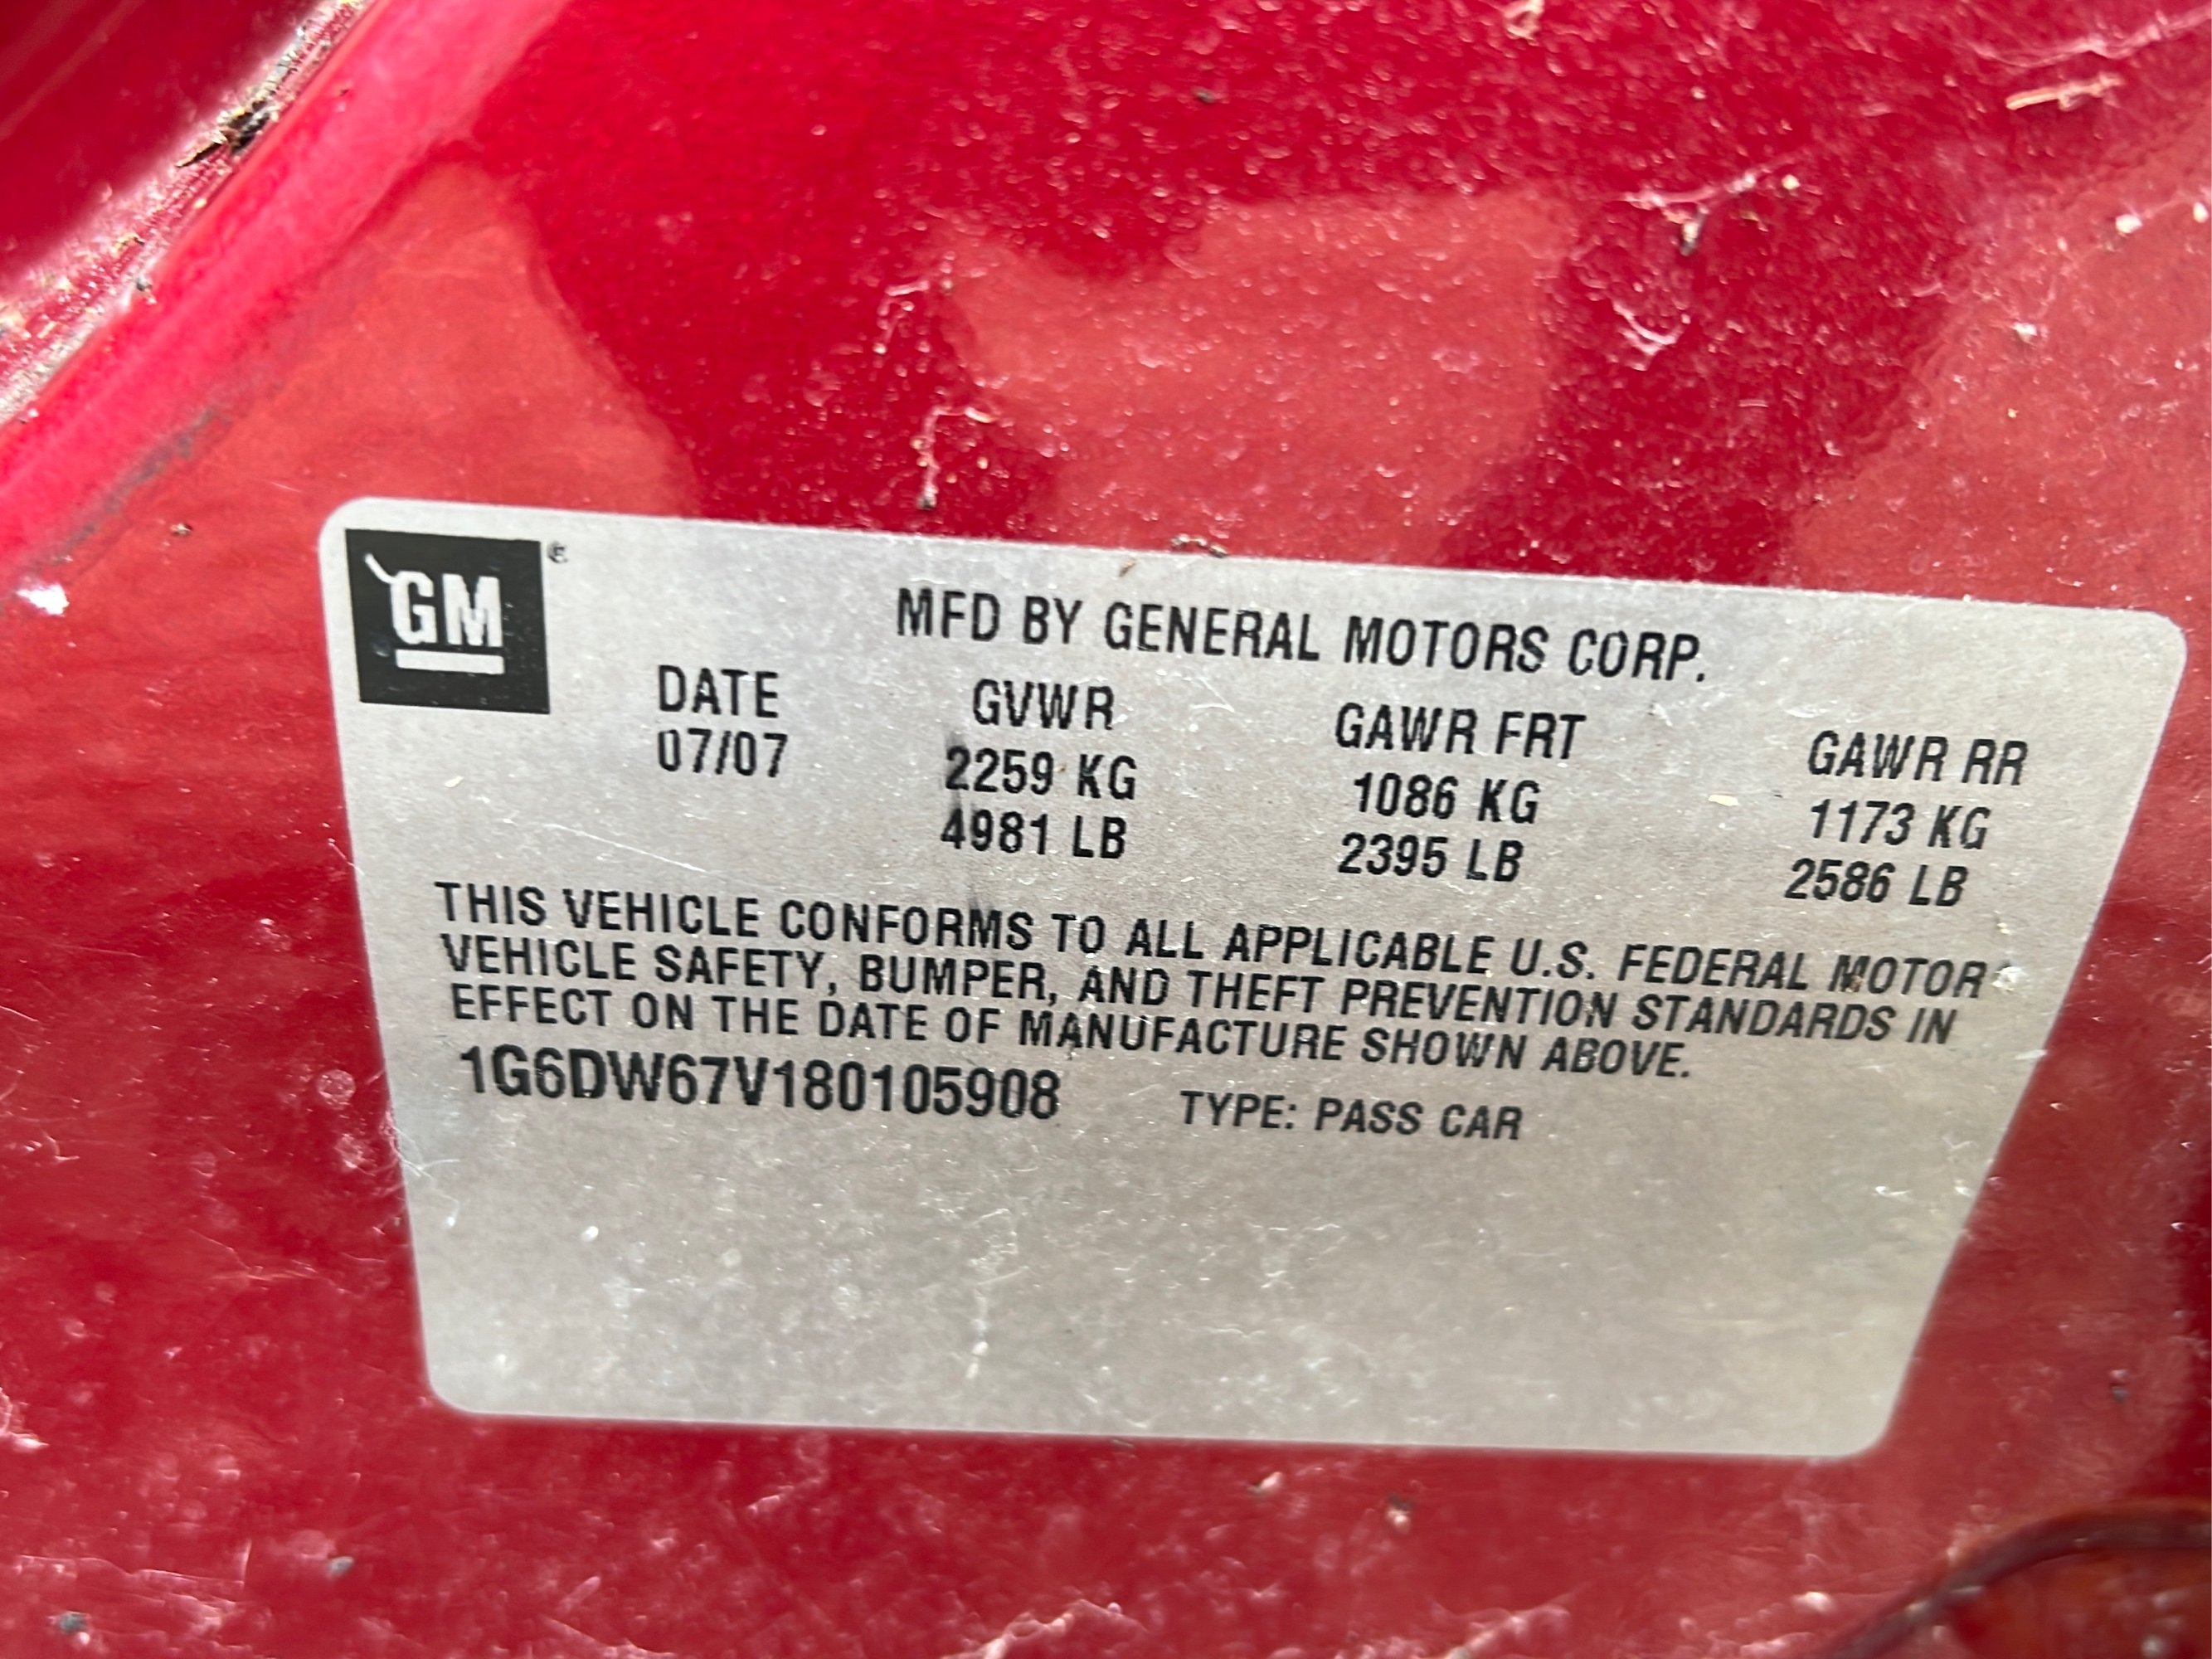 GM ®
MFD BY GENERAL MOTORS CORP.
DATE GVWR GAWR FRT GAWR RR
07/07 2259 KG 1086 KG 1173 KG
4981 LB 2395 LB 2586 LB
THIS VEHICLE CONFORMS TO ALL APPLICABLE U.S. FEDERAL MOTOR
VEHICLE SAFETY, BUMPER, AND THEFT PREVENTION STANDARDS IN
EFFECT ON THE DATE OF MANUFACTURE SHOWN ABOVE.
1G6DW67V180105908 TYPE: PASS CAR